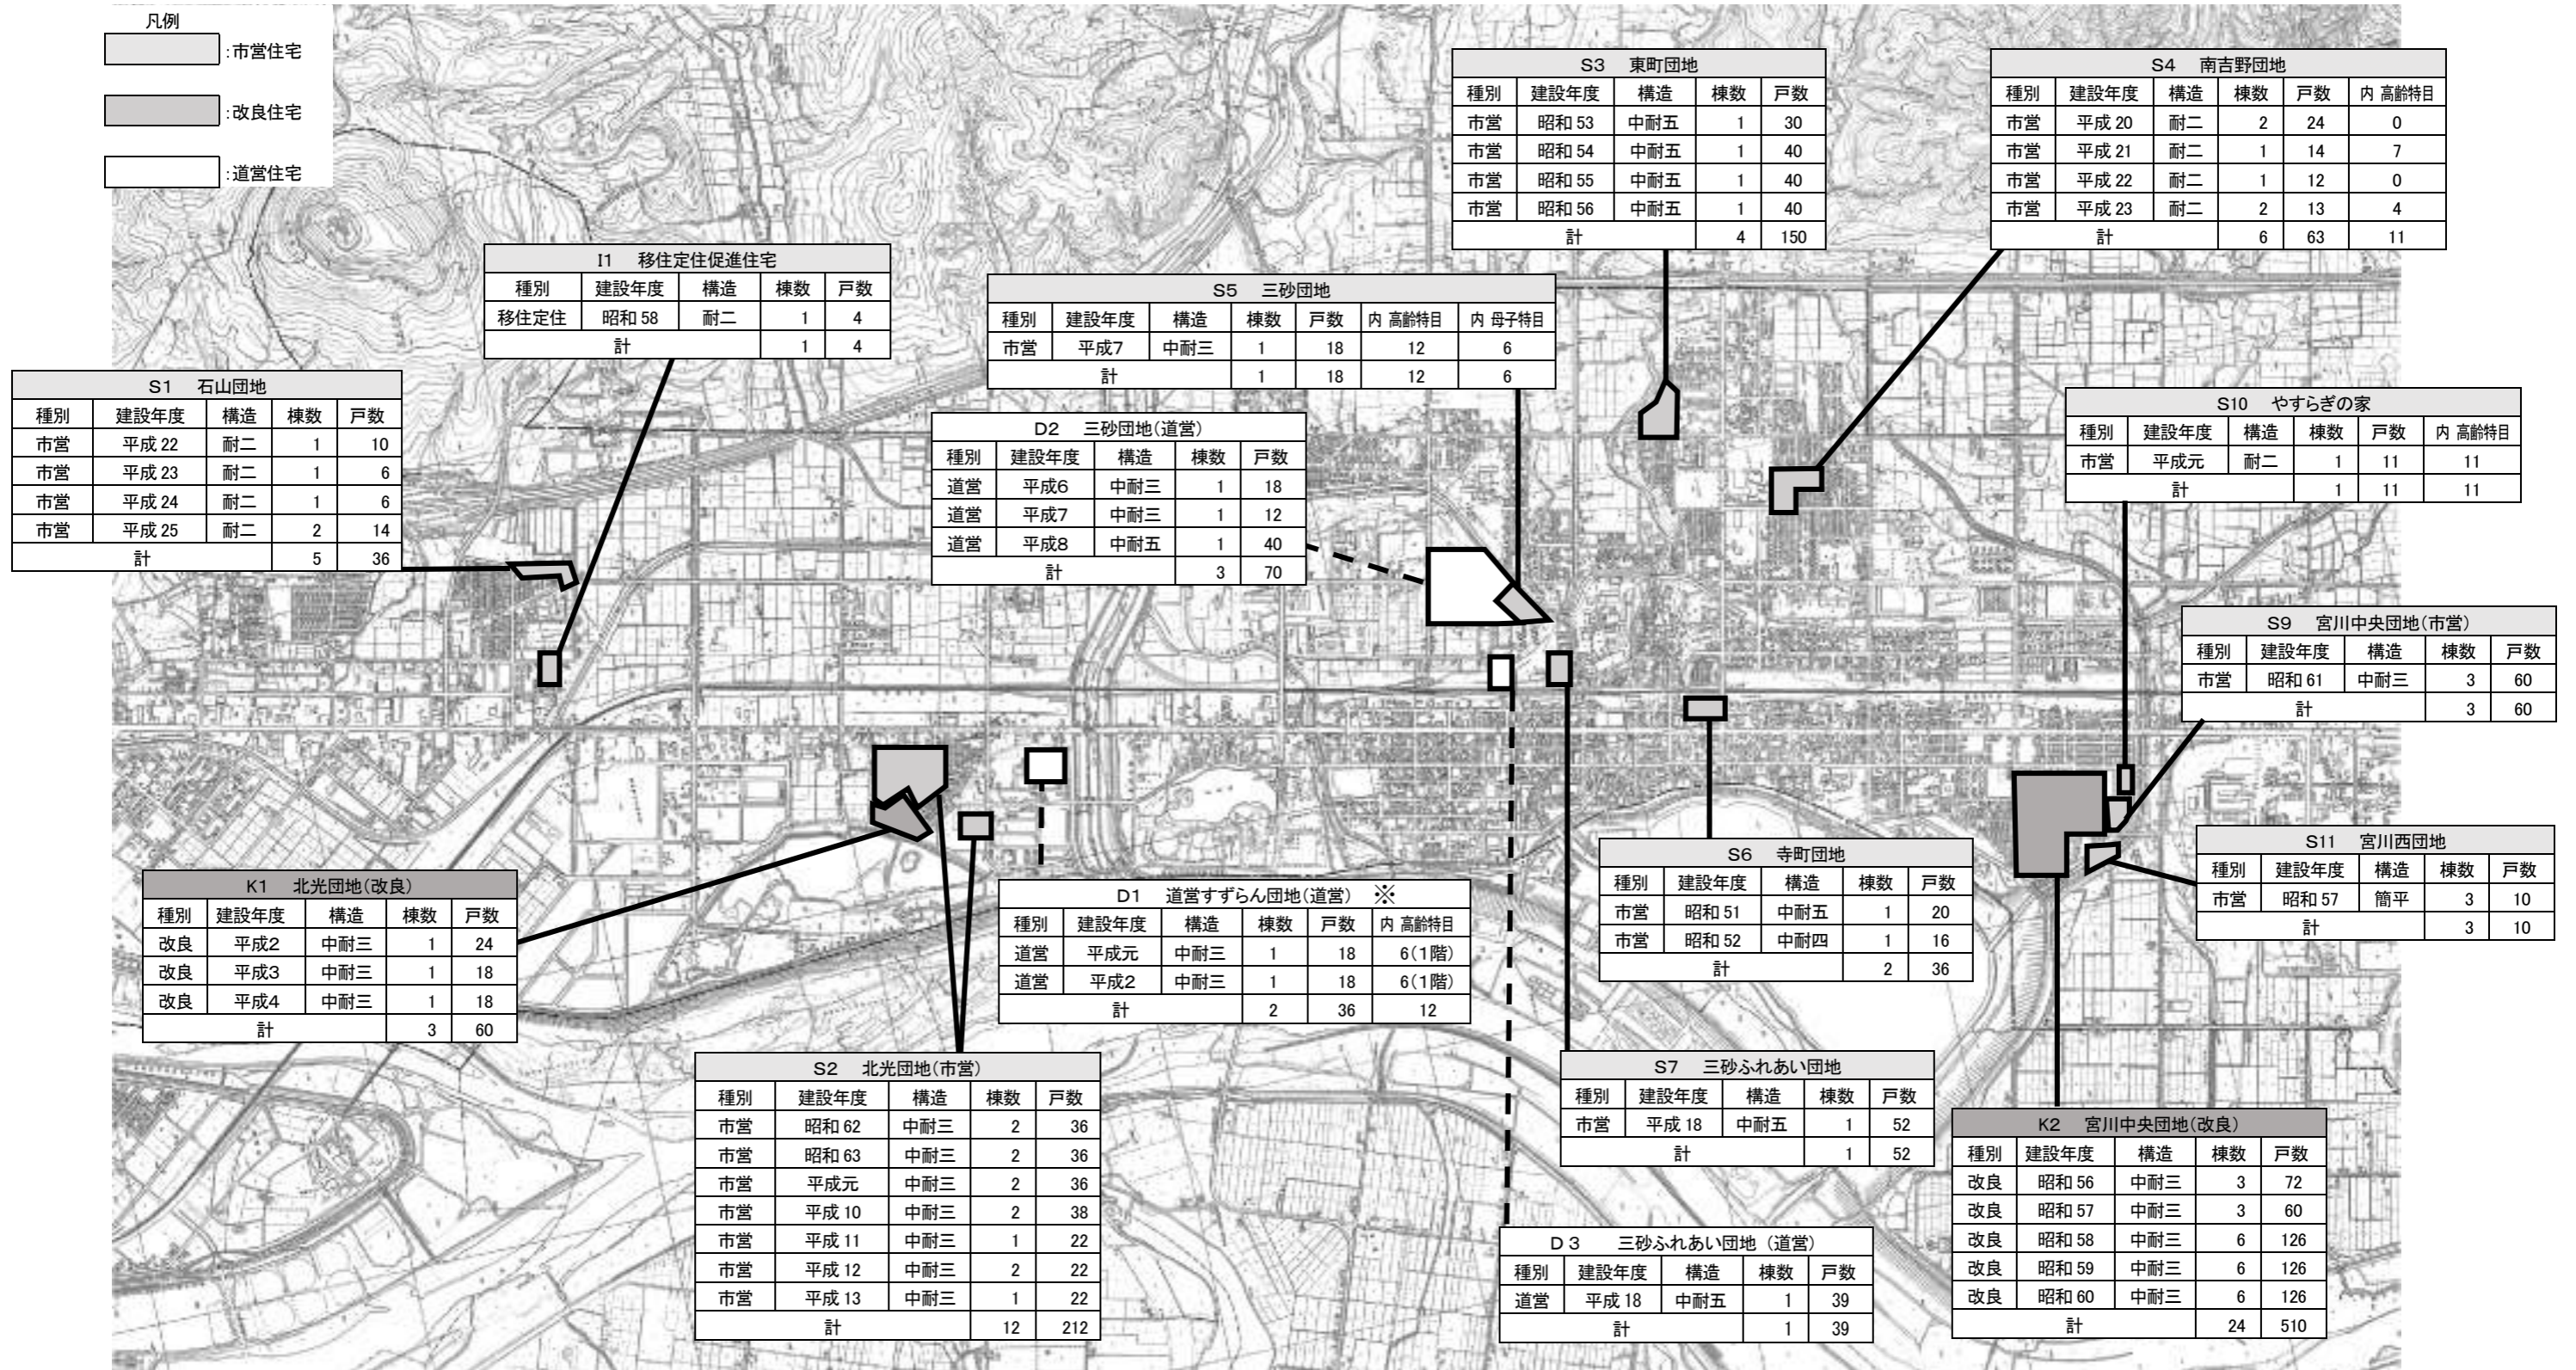 凡例
:市営住宅
:改良住宅
:道営住宅
S3 東町団地
種別 建設年度 構造 棟数 戸数
市営 昭和53 中耐五 1 30
市営 昭和54 中耐五 1 40
市営 昭和55 中耐五 1 40
市営 昭和56 中耐五 1 40
計 4 150
S4 南吉野団地
種別 建設年度 構造 棟数 戸数 内 高齢特目
市営 平成20 耐二 2 24 0
市営 平成21 耐二 1 14 7
市営 平成22 耐二 1 12 0
市営 平成23 耐二 2 13 4
計 6 63 11
I1 移住定住促進住宅
種別 建設年度 構造 棟数 戸数
移住定住 昭和58 耐二 1 4
計 1 4
S5 三砂団地
種別 建設年度 構造 棟数 戸数 内 高齢特目 内 母子特目
市営 平成7 中耐三 1 18 12 6
計 1 18 12 6
S1 石山団地
種別 建設年度 構造 棟数 戸数
市営 平成22 耐二 1 10
市営 平成23 耐二 1 6
市営 平成24 耐二 1 6
市営 平成25 耐二 2 14
計 5 36
D2 三砂団地(道営)
種別 建設年度 構造 棟数 戸数
道営 平成6 中耐三 1 18
道営 平成7 中耐三 1 12
道営 平成8 中耐五 1 40
計 3 70
S10 やすらぎの家
種別 建設年度 構造 棟数 戸数 内 高齢特目
市営 平成元 耐二 1 11 11
計 1 11 11
S9 宮川中央団地(市営)
種別 建設年度 構造 棟数 戸数
市営 昭和61 中耐三 3 60
計 3 60
S11 宮川西団地
種別 建設年度 構造 棟数 戸数
市営 昭和57 簡平 3 10
計 3 10
S6 寺町団地
種別 建設年度 構造 棟数 戸数
市営 昭和51 中耐五 1 20
市営 昭和52 中耐四 1 16
計 2 36
K1 北光団地(改良)
種別 建設年度 構造 棟数 戸数
改良 平成2 中耐三 1 24
改良 平成3 中耐三 1 18
改良 平成4 中耐三 1 18
計 3 60
D1 道営すずらん団地(道営) ※
種別 建設年度 構造 棟数 戸数 内 高齢特目
道営 平成元 中耐三 1 18 6(1階)
道営 平成2 中耐三 1 18 6(1階)
計 2 36 12
S2 北光団地(市営)
種別 建設年度 構造 棟数 戸数
市営 昭和62 中耐三 2 36
市営 昭和63 中耐三 2 36
市営 平成元 中耐三 2 36
市営 平成10 中耐三 2 38
市営 平成11 中耐三 1 22
市営 平成12 中耐三 2 22
市営 平成13 中耐三 1 22
計 12 212
S7 三砂ふれあい団地
種別 建設年度 構造 棟数 戸数
市営 平成18 中耐五 1 52
計 1 52
K2 宮川中央団地(改良)
種別 建設年度 構造 棟数 戸数
改良 昭和56 中耐三 3 72
改良 昭和57 中耐三 3 60
改良 昭和58 中耐三 6 126
改良 昭和59 中耐三 6 126
改良 昭和60 中耐三 6 126
計 24 510
D3 三砂ふれあい団地(道営)
種別 建設年度 構造 棟数 戸数
道営 平成18 中耐五 1 39
計 1 39